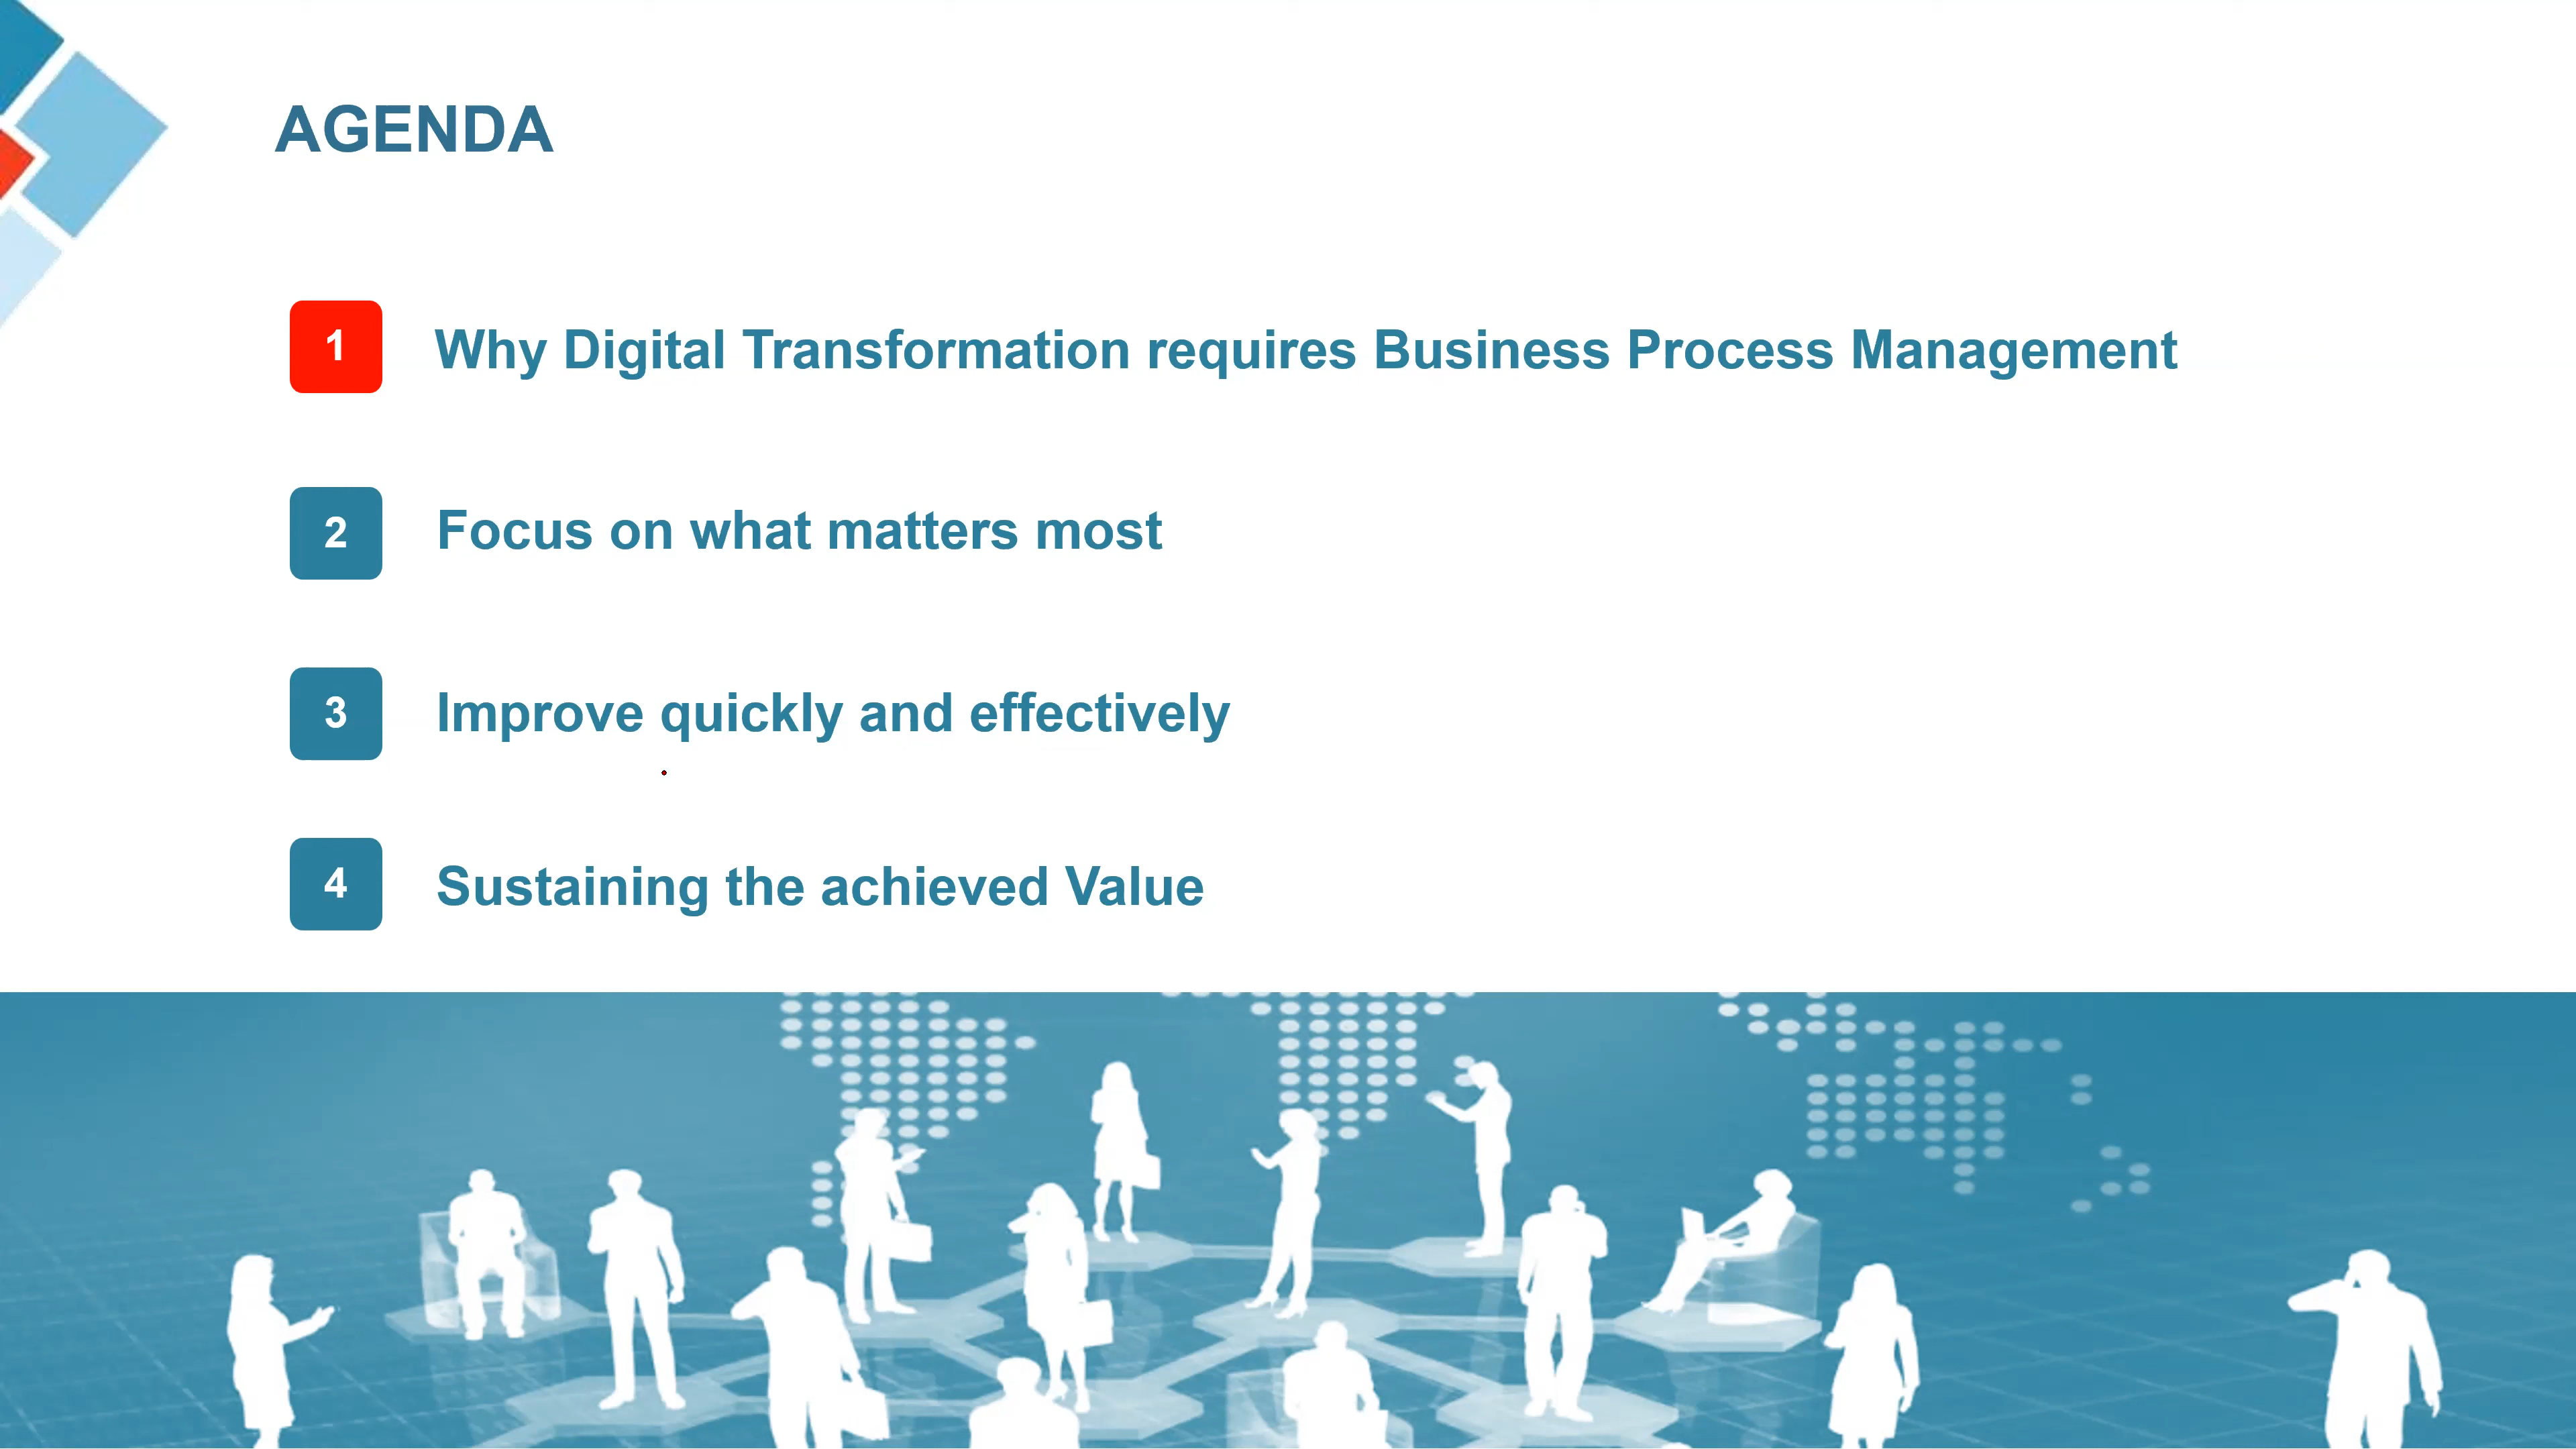 AGENDA
1 Why Digital Transformation requires Business Process Management
2 Focus on what matters most
3 Improve quickly and effectively
4 Sustaining the achieved Value